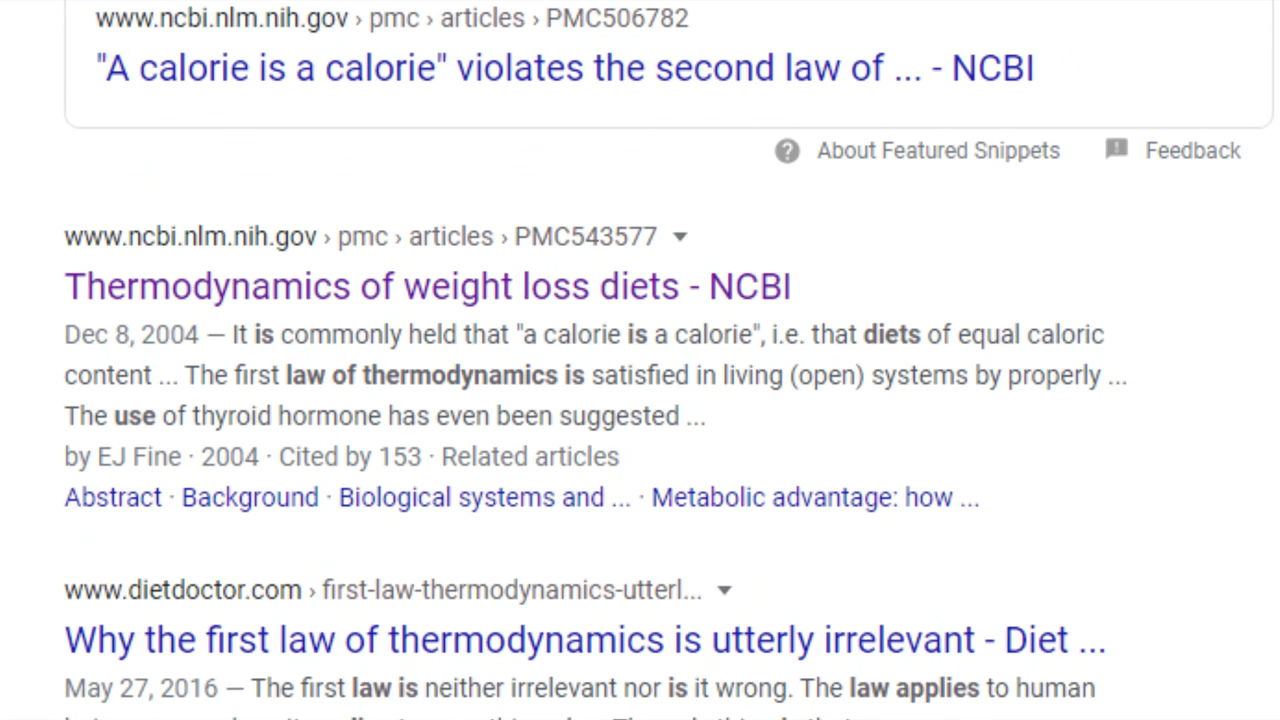 www.ncbi.nlm.nih.gov › pmc › articles › PMC506782
"A calorie is a calorie" violates the second law of ... - NCBI
About Featured Snippets Feedback
www.ncbi.nlm.nih.gov › pmc › articles › PMC543577
Thermodynamics of weight loss diets - NCBI
Dec 8, 2004 — It is commonly held that "a calorie is a calorie", i.e. that diets of equal caloric
content ... The first law of thermodynamics is satisfied in living (open) systems by properly ...
The use of thyroid hormone has even been suggested ...
by EJ Fine · 2004 · Cited by 153 · Related articles
Abstract · Background · Biological systems and ... · Metabolic advantage: how ...
www.dietdoctor.com › first-law-thermodynamics-utterl...
Why the first law of thermodynamics is utterly irrelevant - Diet ...
May 27, 2016 — The first law is neither irrelevant nor is it wrong. The law applies to human